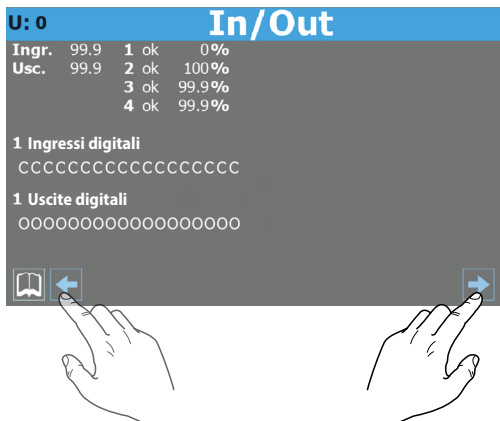 U: 0 In/Out
Ingr. 99.9 1 ok 0%
Usc. 99.9 2 ok 100%
3 ok 99.9%
4 ok 99.9%
1 Ingressi digitali
CCCCCCCCCCCCCCCCCC
1 Uscite digitali
OOOOOOOOOOOOOOOOOO